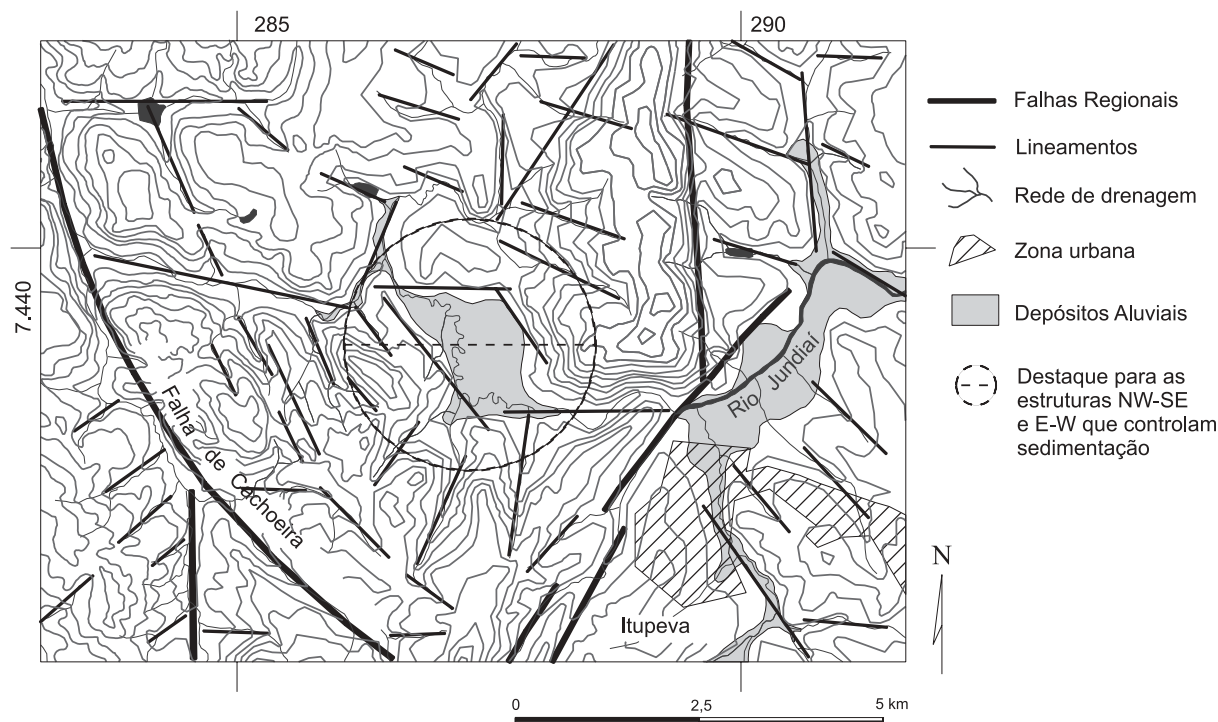 285
290
7.440
Falha de Cachoeira
Rio Jundiaí
Itupeva
Falhas Regionais
Lineamentos
Rede de drenagem
Zona urbana
Depósitos Aluviais
Destaque para as
estruturas NW-SE
e E-W que controlam
sedimentação
N
0 2,5 5 km